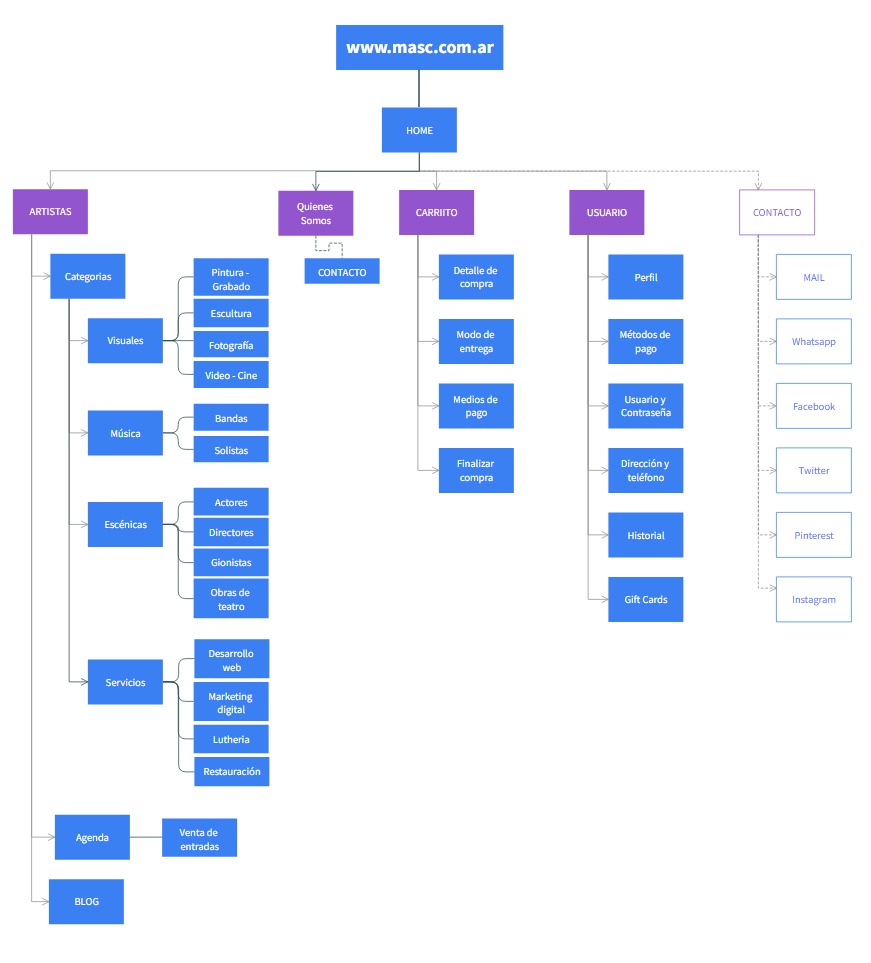 www.masc.com.ar
HOME
ARTISTAS
Quienes
Somos
CARRIITO
USUARIO
CONTACTO
Categorias
Visuales
Pintura -
Grabado
Escultura
Fotografía
Video - Cine
Música
Bandas
Solistas
Escénicas
Actores
Directores
Gionistas
Obras de
teatro
Servicios
Desarrollo
web
Marketing
digital
Lutheria
Restauración
Agenda
Venta de
entradas
BLOG
CONTACTO
Detalle de
compra
Modo de
entrega
Medios de
pago
Finalizar
compra
Perfil
Métodos de
pago
Usuario y
Contraseña
Dirección y
teléfono
Historial
Gift Cards
MAIL
Whatsapp
Facebook
Twitter
Pinterest
Instagram